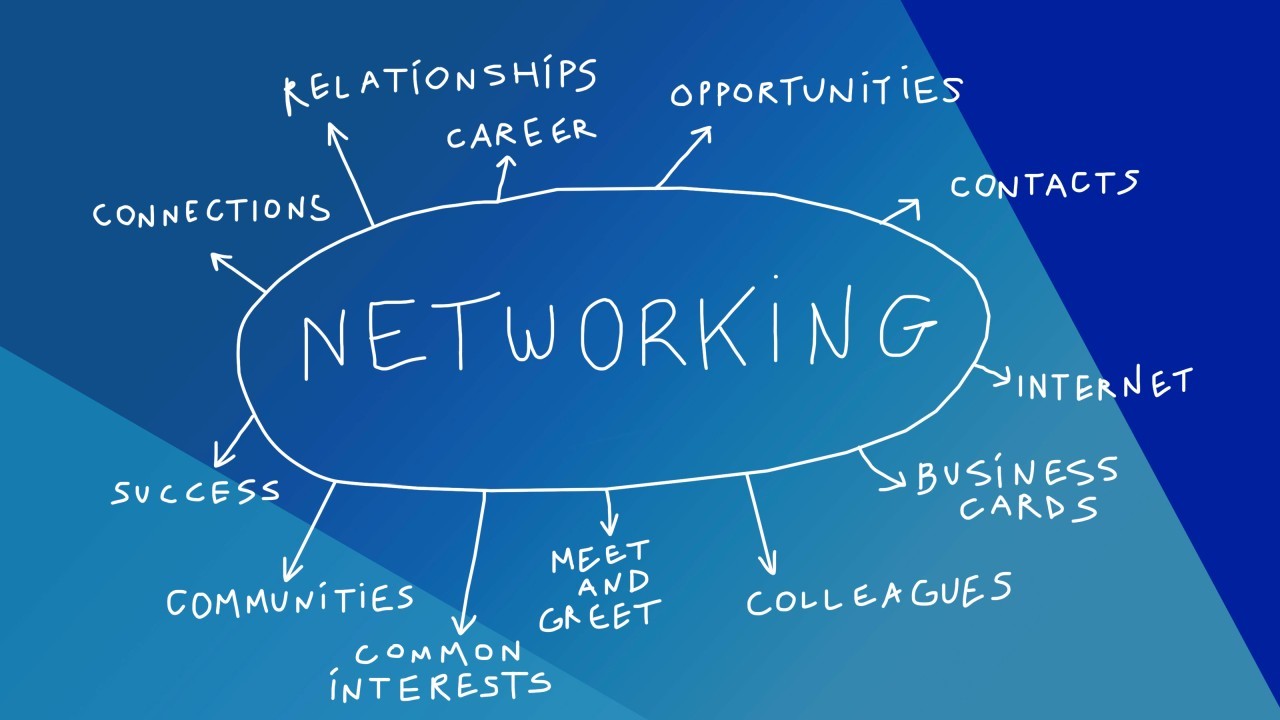 RELATIONSHIPS
OPPORTUNITIES
CAREER
CONTACTS
CONNECTIONS
NETWORKING
INTERNET
BUSINESS
CARDS
SUCCESS
MEET
AND
GREET
COMMUNITIES
COLLEAGUES
COMMON
INTERESTS